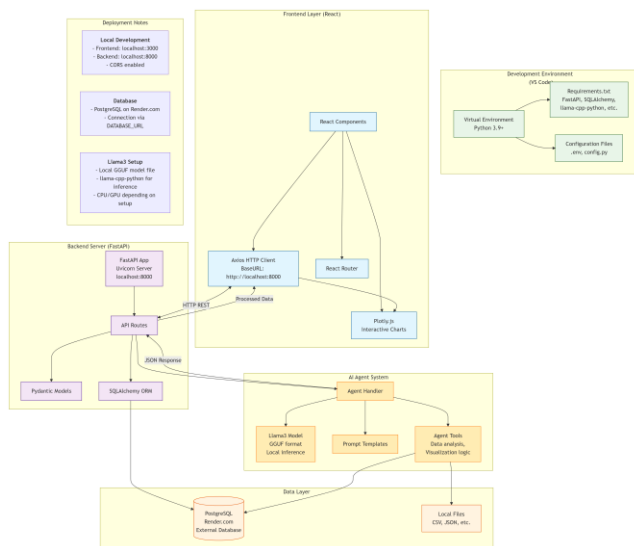 Deployment Notes
Local Development
- Frontend: localhost:3000
- Backend: localhost:8000
- CORS enabled
Database
- PostgreSQL on Render.com
- Connection via
DATABASE_URL
Llama3 Setup
- Local GGUF model file
- llama-cpp-python for
inference
- CPU/GPU depending on
setup
Frontend Layer (React)
React Components
Axios HTTP Client
BaseURL:
http://localhost:8000
React Router
Plotly.js
Interactive Charts
Development Environment
(VS Code)
Virtual Environment
Python 3.9+
Requirements.txt
FastAPI, SQLAlchemy,
llama-cpp-python, etc.
Configuration Files
.env, config.py
Backend Server (FastAPI)
FastAPI App
Uvicorn Server
localhost:8000
HTTP REST
Processed Data
API Routes
JSON Response
Pydantic Models
SQLAlchemy ORM
AI Agent System
Agent Handler
Llama3 Model
GGUF format
Local Inference
Prompt Templates
Agent Tools
Data analysis,
Visualization logic
Data Layer
PostgreSQL
Render.com
External Database
Local Files
CSV, JSON, etc.